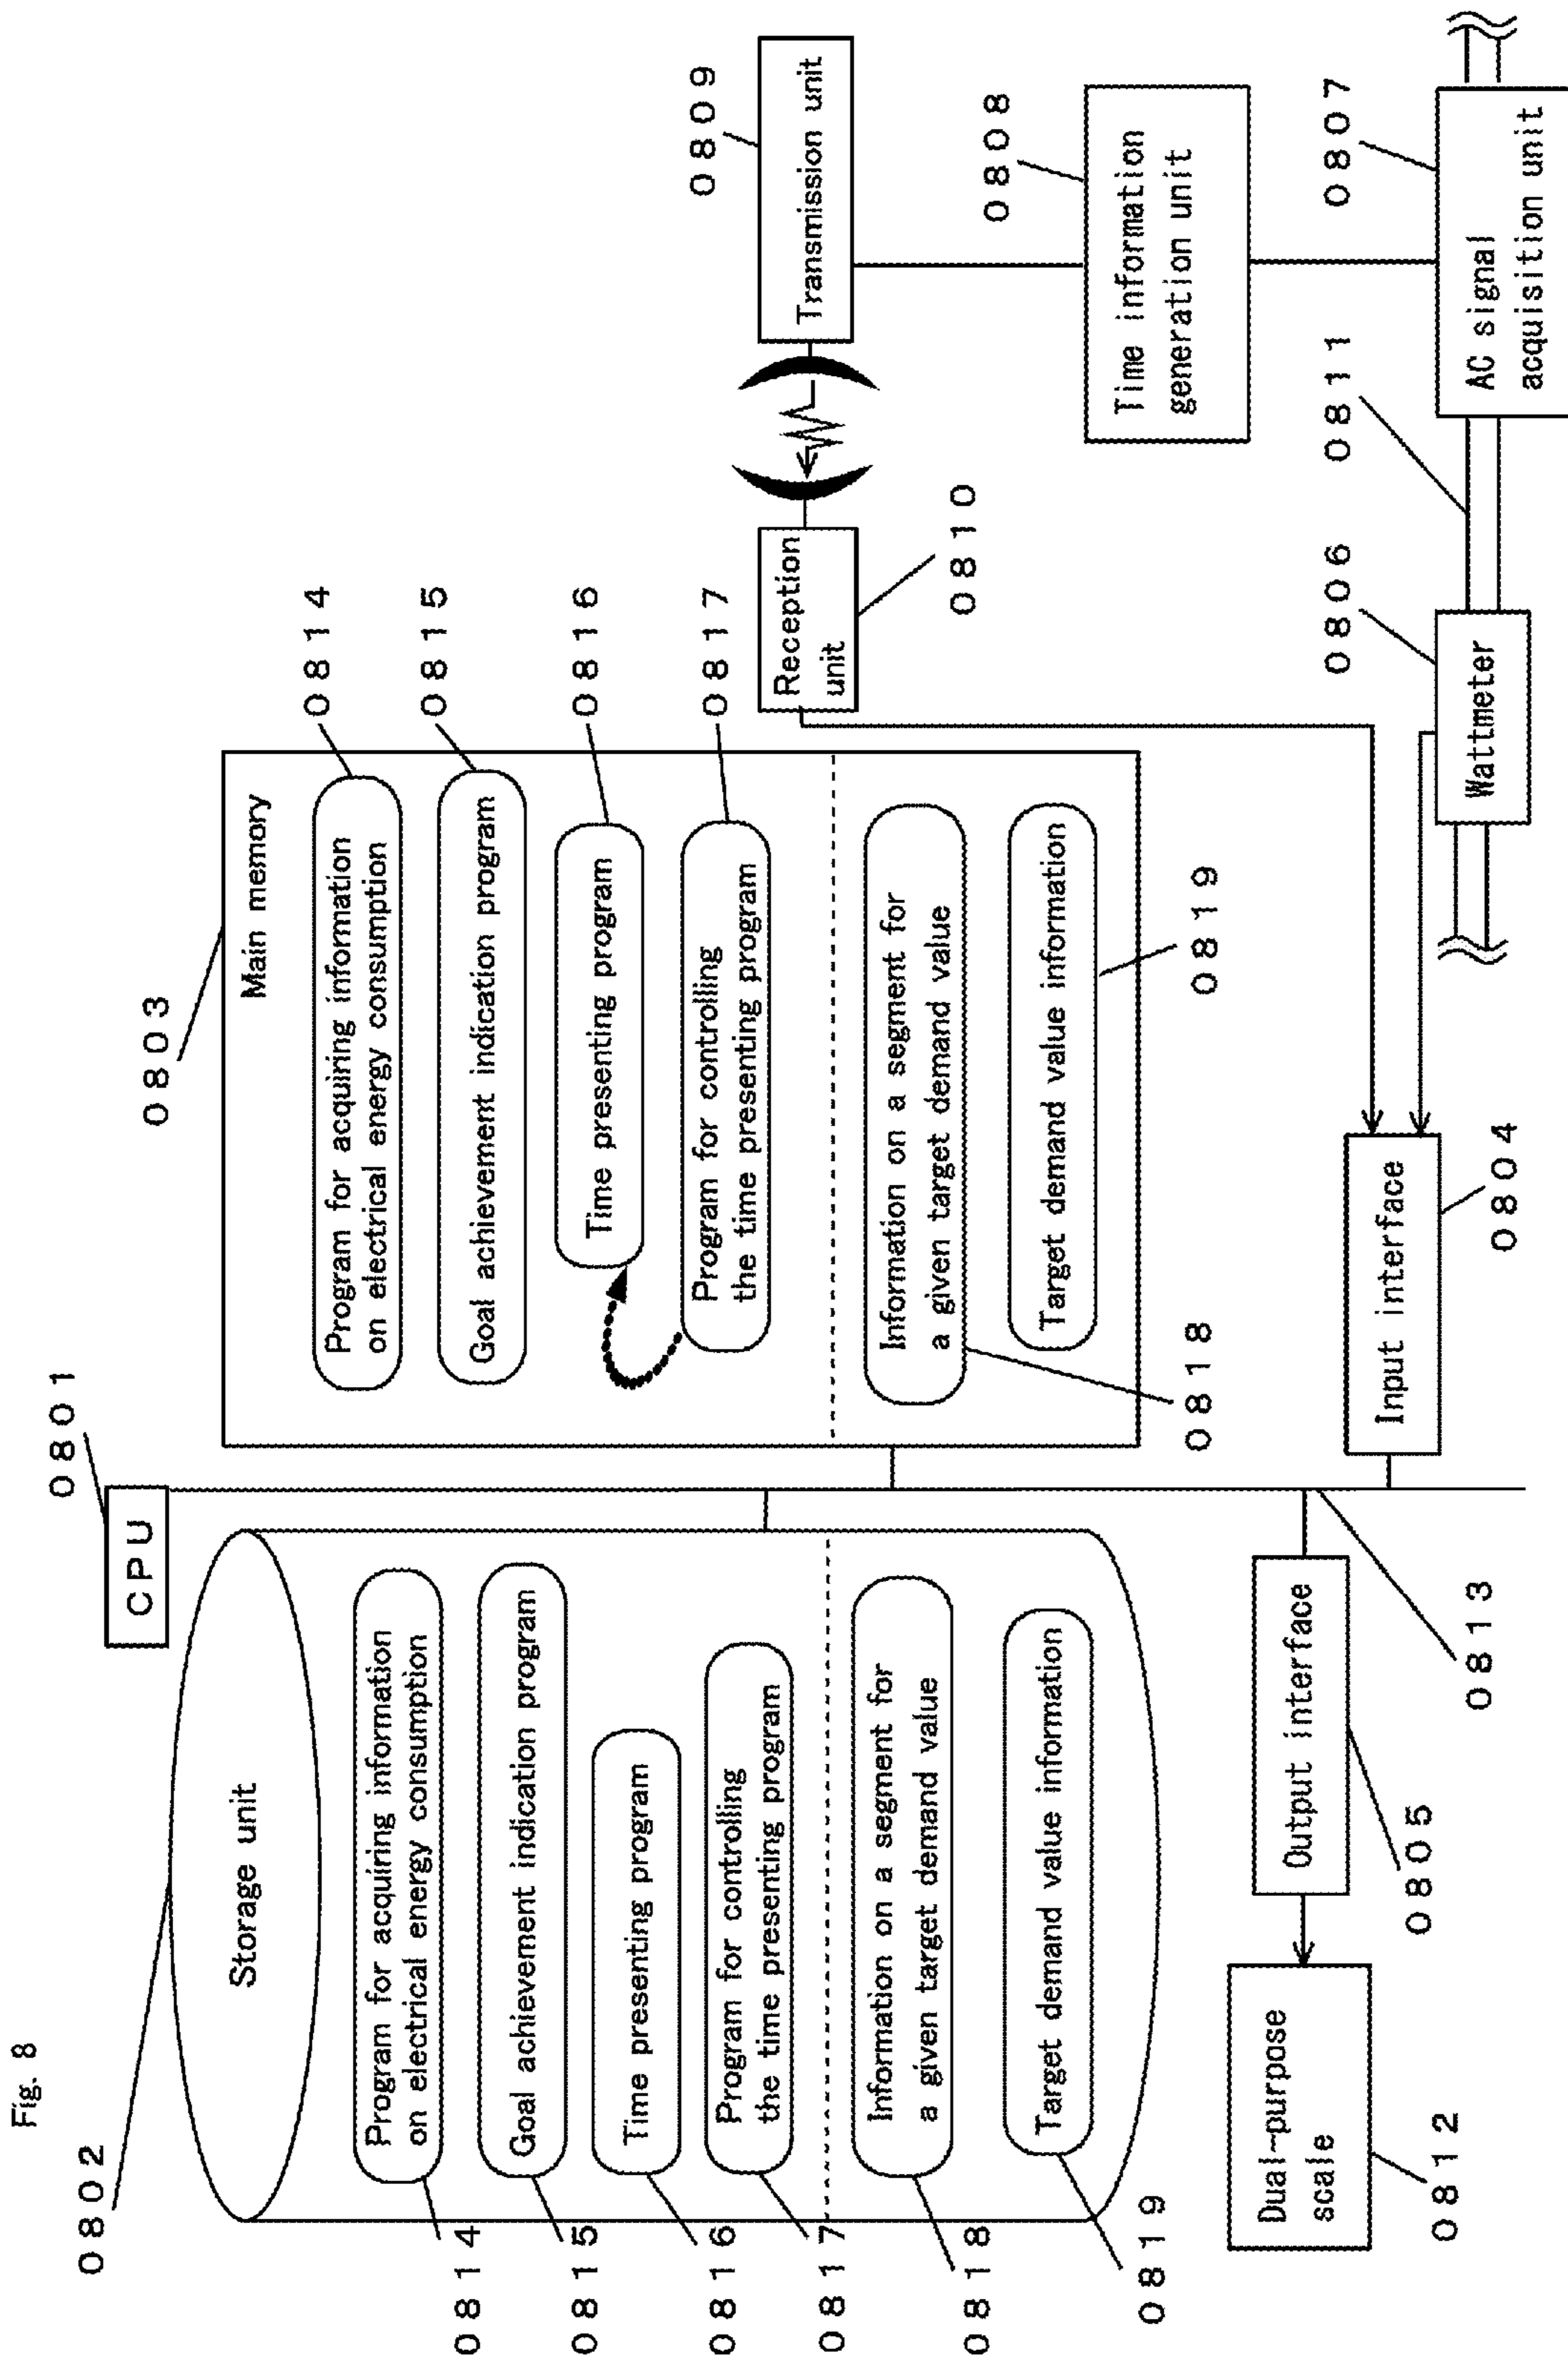 Fig. 8
0802
0801
0803
CPU
Storage unit
Main memory
0814
Program for acquiring information
on electrical energy consumption
0815
Goal achievement indication program
0816
Time presenting program
0817
Program for controlling
the time presenting program
0818
Information on a segment for
a given target demand value
0819
Target demand value information
Program for acquiring information
on electrical energy consumption
0814
Goal achievement indication program
0815
Time presenting program
0816
Program for controlling
the time presenting program
0817
Information on a segment for
a given target demand value
0818
Target demand value information
0819
Reception
unit
0810
Transmission unit
0809
Time information
generation unit
0808
Dual-purpose
scale
0812
Output interface
0805
0813
Input interface
0804
Wattmeter
0806
0811
AC signal
acquisition unit
0807